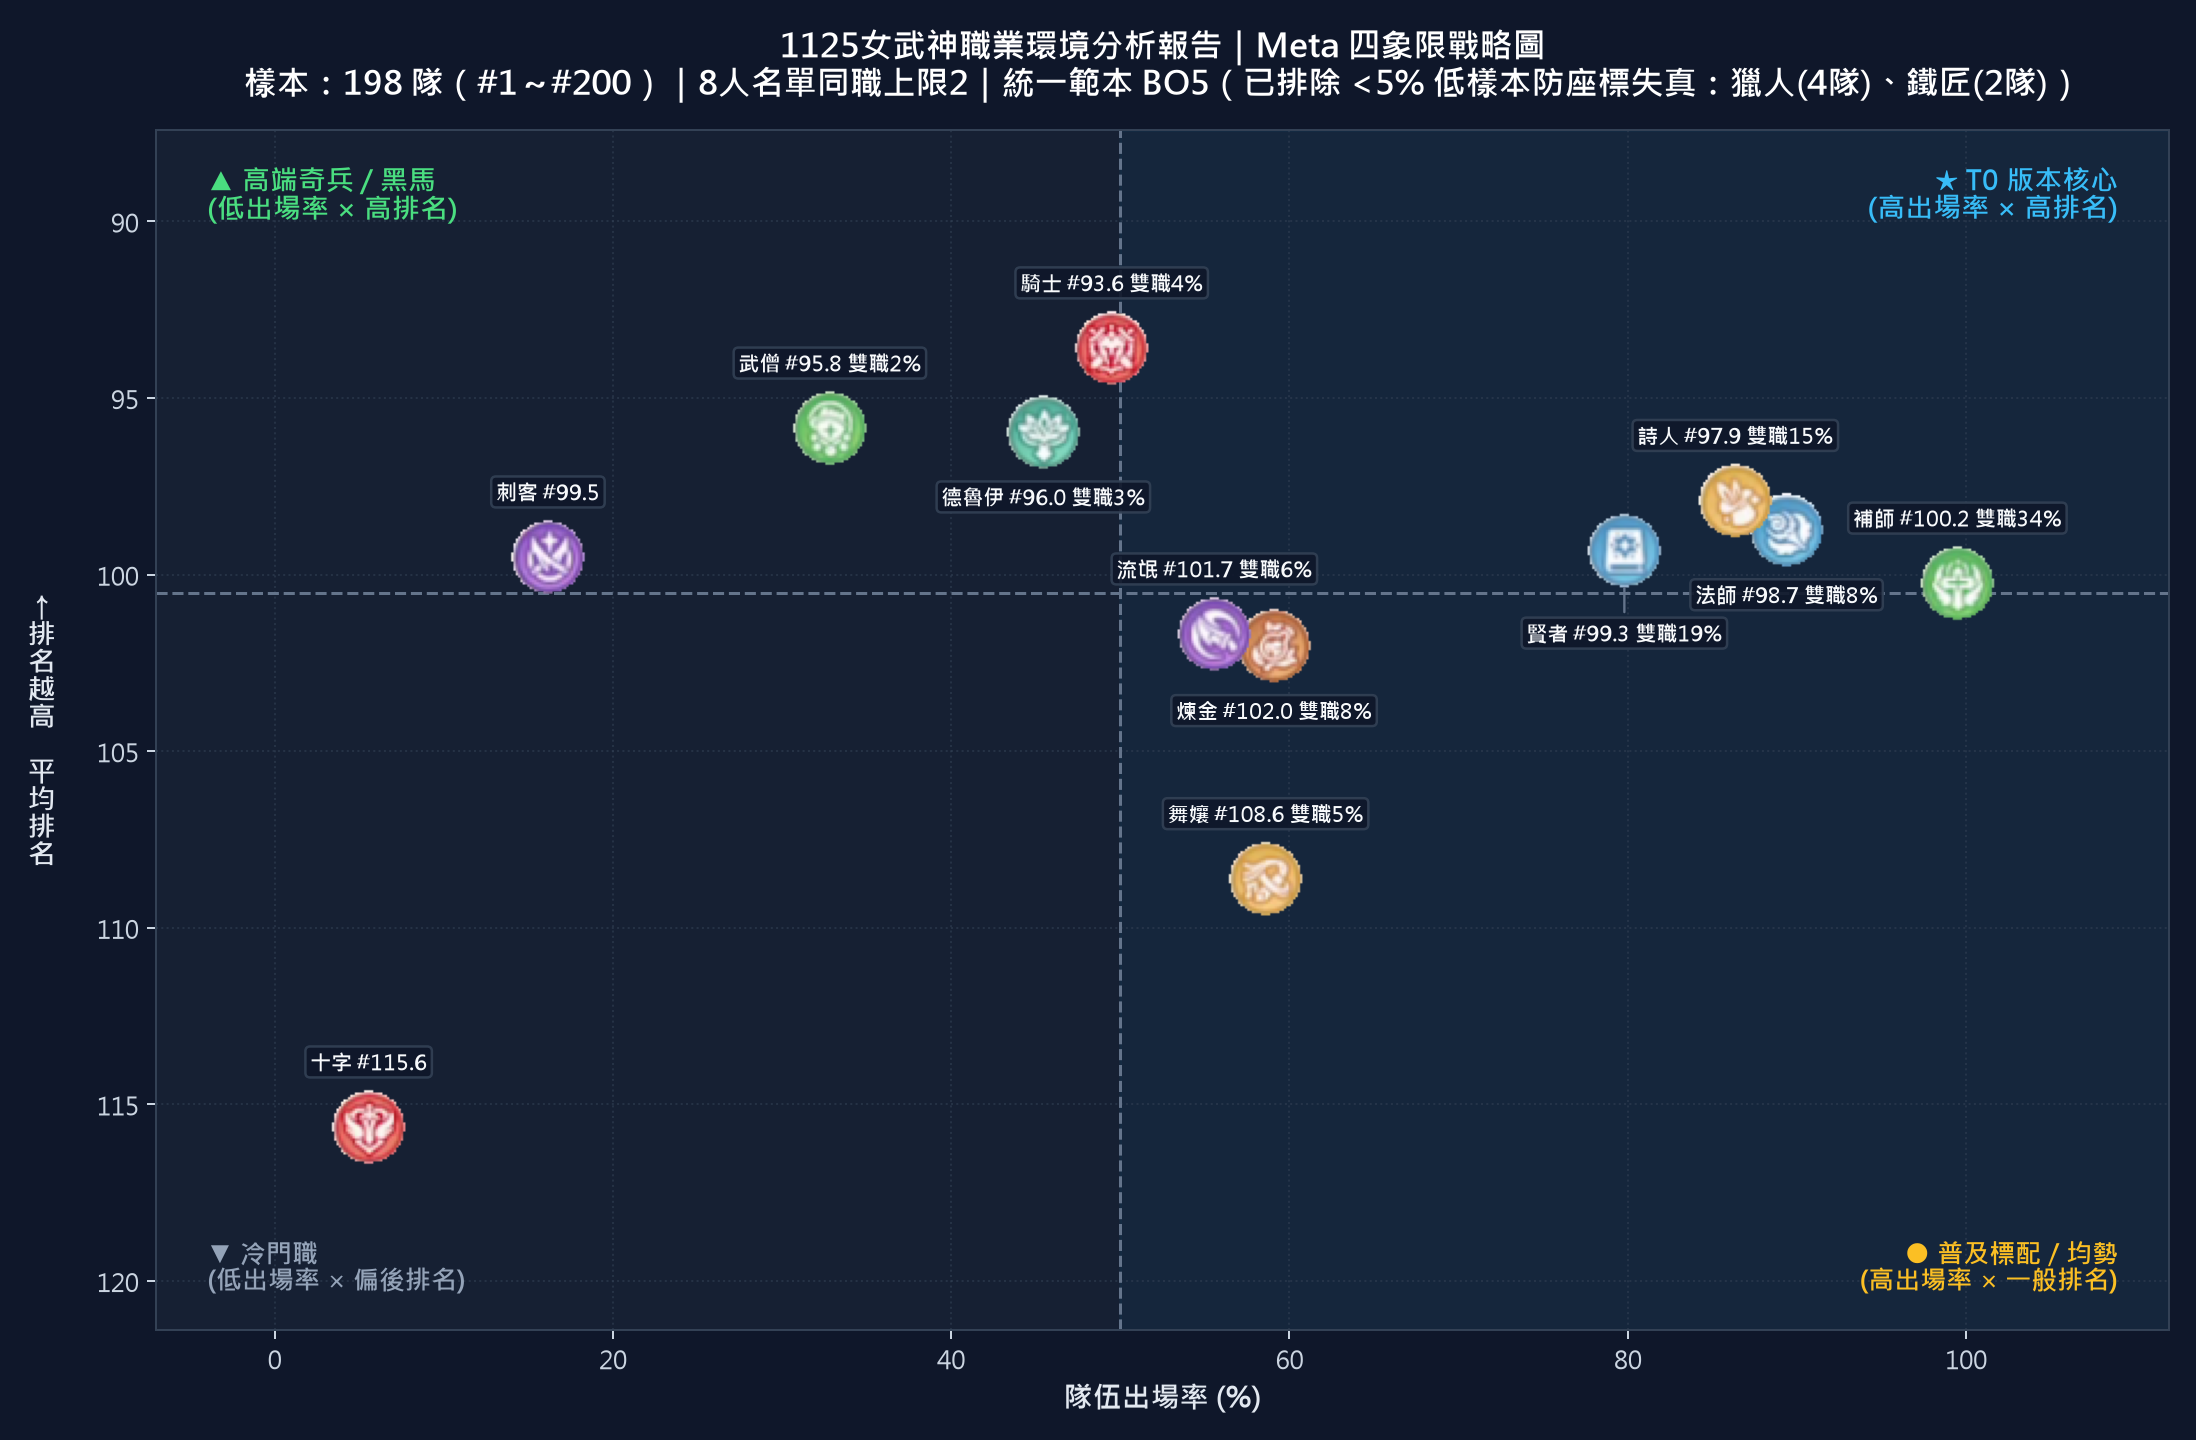 1125女武神職業環境分析報告｜Meta 四象限戰略圖
樣本：198 隊（#1～#200）｜8人名單同職上限2｜統一範本 BO5（已排除 <5% 低樣本防座標失真：獵人(4隊)、鐵匠(2隊)）
▲ 高端奇兵 / 黑馬
(低出場率 × 高排名)
★ T0 版本核心
(高出場率 × 高排名)
騎士 #93.6 雙職4%
武僧 #95.8 雙職2%
德魯伊 #96.0 雙職3%
詩人 #97.9 雙職15%
刺客 #99.5
補師 #100.2 雙職34%
流氓 #101.7 雙職6%
法師 #98.7 雙職8%
賢者 #99.3 雙職19%
煉金 #102.0 雙職8%
舞孃 #108.6 雙職5%
十字 #115.6
▼ 冷門職
(低出場率 × 偏後排名)
● 普及標配 / 均勢
(高出場率 × 一般排名)
90
95
100
105
110
115
120
↑排名越高 平均排名
0
20
40
60
80
100
隊伍出場率 (%)